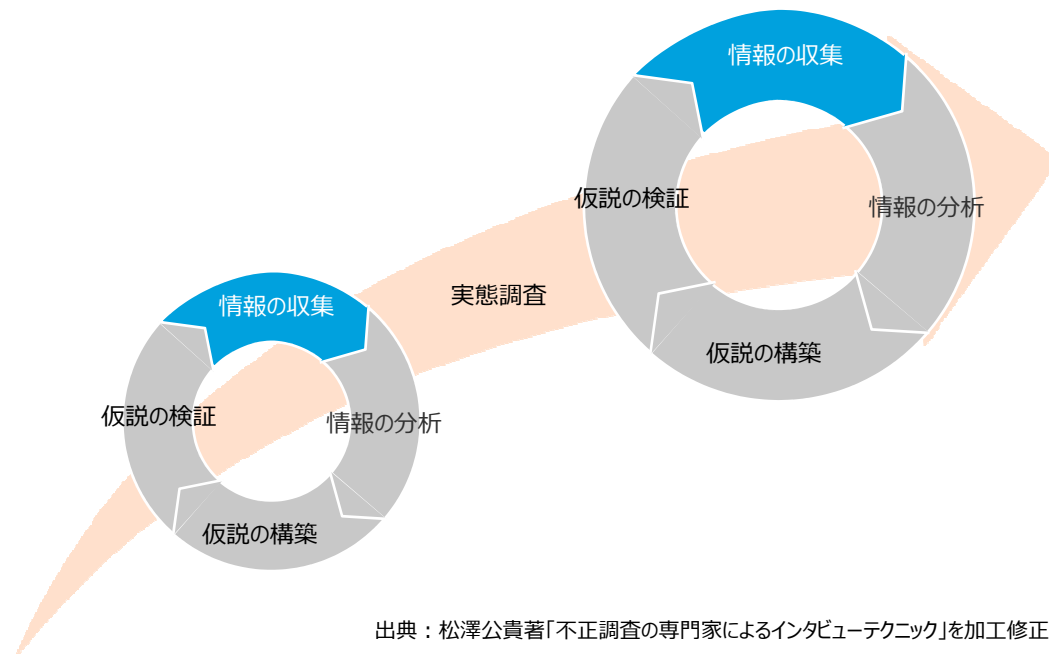 情報の収集
仮説の検証
情報の分析
仮説の構築
実態調査
情報の収集
仮説の検証
情報の分析
仮説の構築
出典：松澤公貴著「不正調査の専門家によるインタビューテクニック」を加工修正